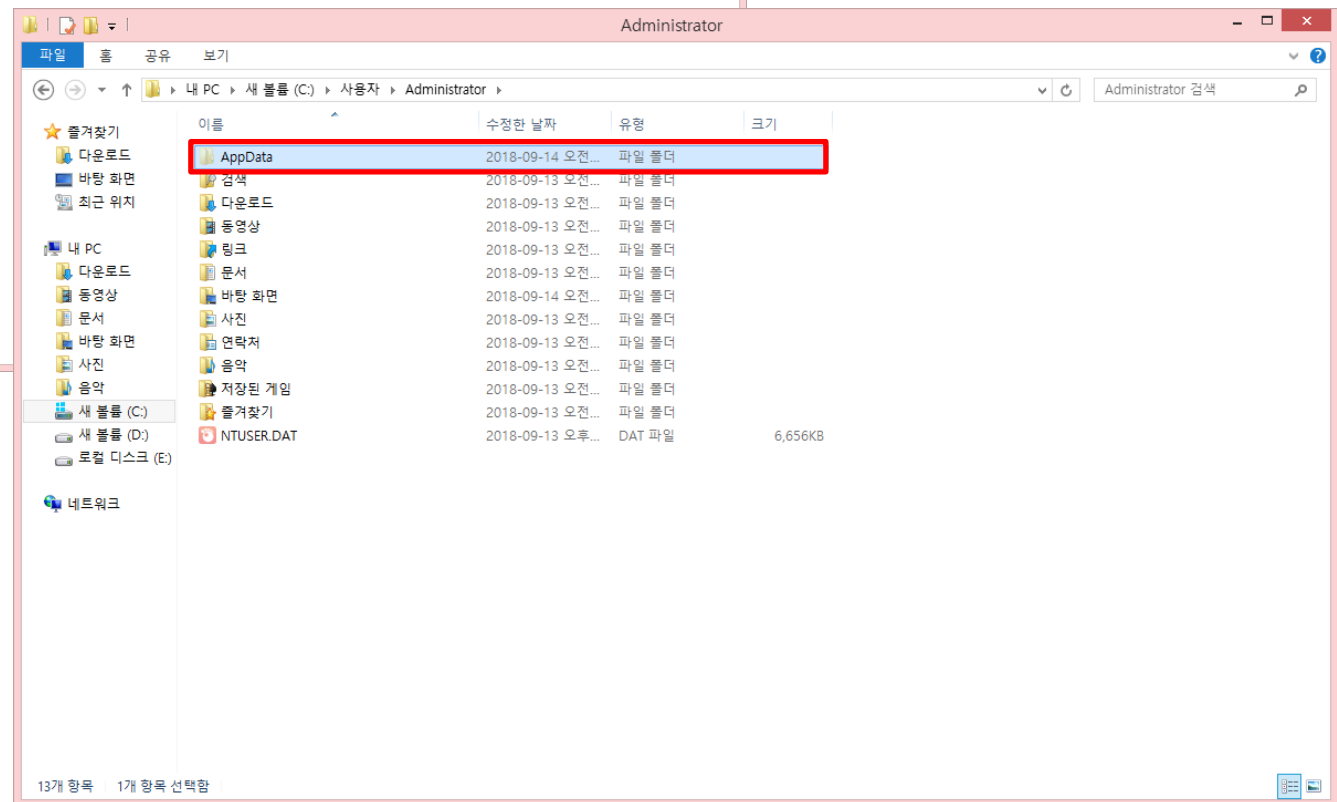 Administrator
파일 홈 공유 보기
내 PC 새 볼륨 (C:) 사용자 Administrator
Administrator 검색
즐겨찾기
다운로드
바탕 화면
최근 위치
내 PC
다운로드
동영상
문서
바탕 화면
사진
음악
새 볼륨 (C:)
새 볼륨 (D:)
로컬 디스크 (E:)
네트워크
이름 수정한 날짜 유형 크기
AppData 2018-09-14 오전... 파일 폴더
검색 2018-09-13 오전... 파일 폴더
다운로드 2018-09-13 오전... 파일 폴더
동영상 2018-09-13 오전... 파일 폴더
링크 2018-09-13 오전... 파일 폴더
문서 2018-09-13 오전... 파일 폴더
바탕 화면 2018-09-14 오전... 파일 폴더
사진 2018-09-13 오전... 파일 폴더
연락처 2018-09-13 오전... 파일 폴더
음악 2018-09-13 오전... 파일 폴더
저장된 게임 2018-09-13 오전... 파일 폴더
즐겨찾기 2018-09-13 오전... 파일 폴더
NTUSER.DAT 2018-09-13 오후... DAT 파일 6,656KB
13개 항목 1개 항목 선택함